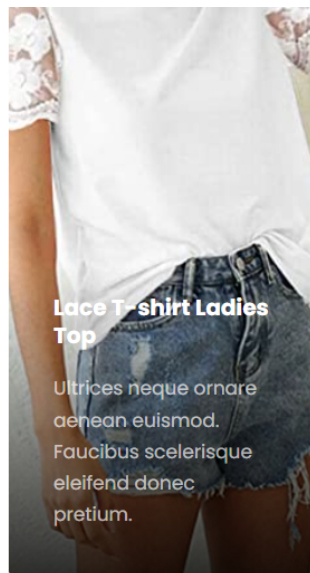 Lace T-shirt Ladies
Top
Ultrices neque ornare
aenean euismod.
Faucibus scelerisque
eleifend donec
pretium.